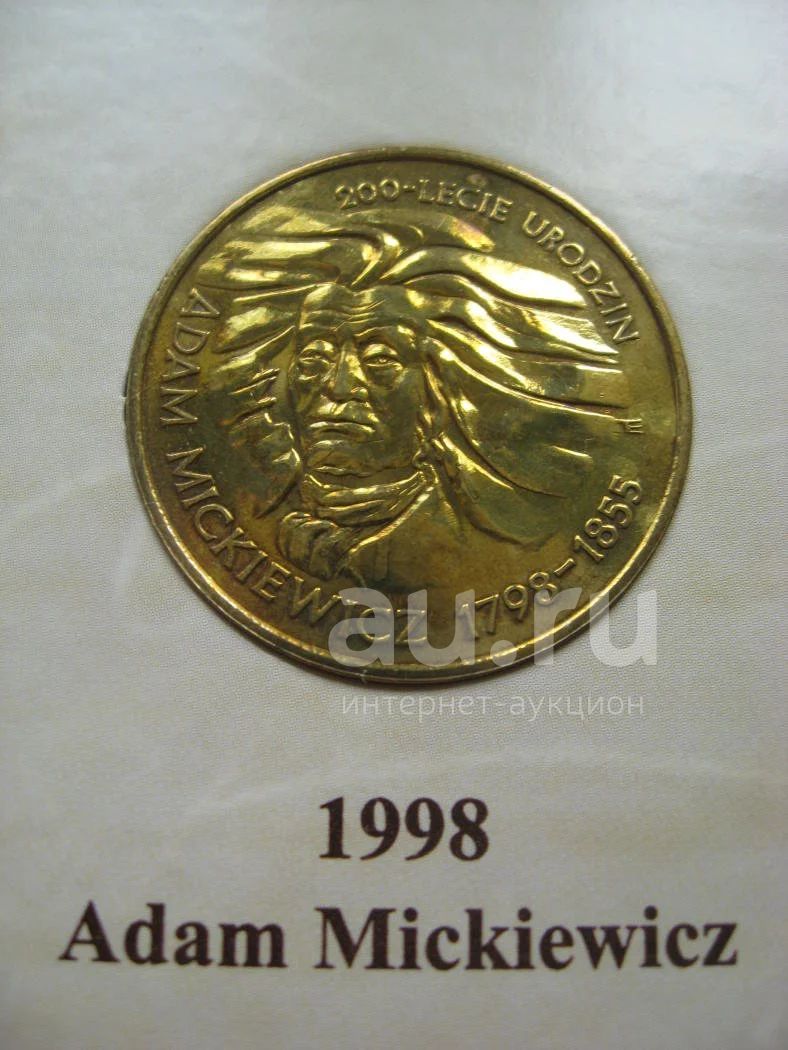 200-LECIE URODZIN
ADAM MICKIEWICZ 1798-1855
au.ru
интернет-аукцион
1998
Adam Mickiewicz